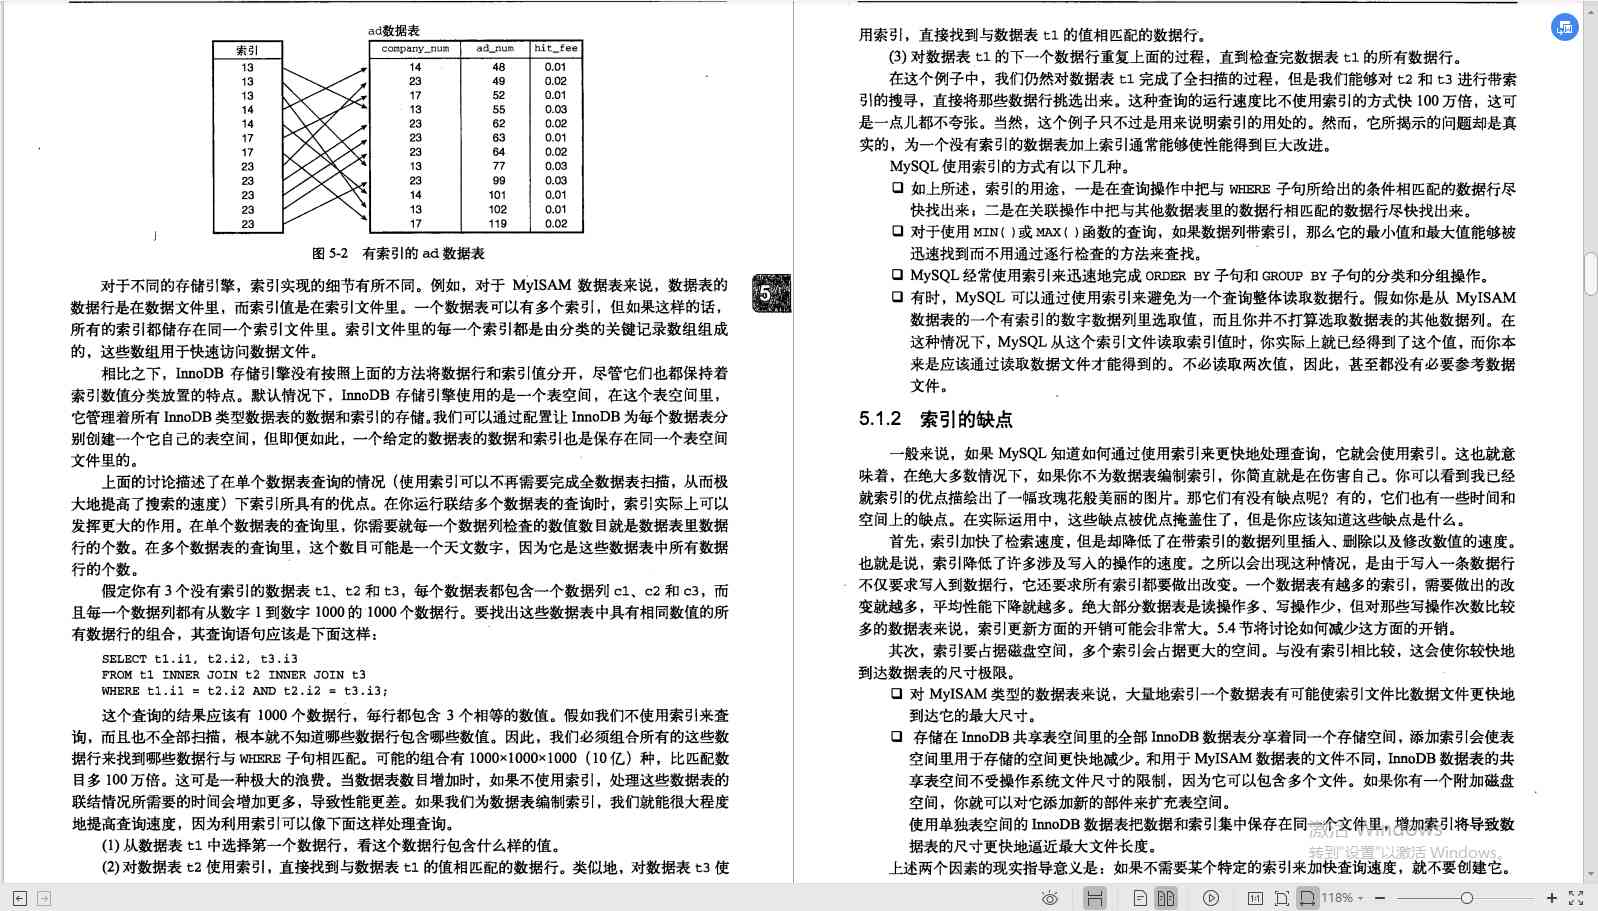 ad数据表
索引 company_num ad_num hit_fee
13 14 48 0.01
13 23 49 0.02
13 17 52 0.01
14 13 55 0.03
14 23 62 0.02
17 23 63 0.01
17 23 64 0.02
23 13 77 0.03
23 23 99 0.03
23 14 101 0.01
23 13 102 0.01
23 17 119 0.02
图 5-2 有索引的 ad 数据表
对于不同的存储引擎，索引实现的细节有所不同。例如，对于 MyISAM 数据表来说，数据表的
数据行是在数据文件里，而索引值是在索引文件里。一个数据表可以有多个索引，但如果这样的话，
所有的索引都储存在同一个索引文件里。索引文件里的每一个索引都是由分类的关键记录数组组成
的，这些数组用于快速访问数据文件。
相比之下，InnoDB 存储引擎没有按照上面的方法将数据行和索引值分开，尽管它们也都保持着
索引数值分类放置的特点。默认情况下，InnoDB 存储引擎使用的是一个表空间，在这个表空间里，
它管理着所有 InnoDB 类型数据表的数据和索引的存储。我们可以通过配置让 InnoDB 为每个数据表分
别创建一个它自己的表空间，但即便如此，一个给定的数据表的数据和索引也是保存在同一个表空间
文件里的。
上面的讨论描述了在单个数据表查询的情况（使用索引可以不再需要完成全数据表扫描，从而极
大地提高了搜索的速度）下索引所具有的优点。在你运行联结多个数据表的查询时，索引实际上可以
发挥更大的作用。在单个数据表的查询里，你需要就每一个数据列检查的数值数目就是数据表里数据
行的个数。在多个数据表的查询里，这个数目可能是一个天文数字，因为它是这些数据表中所有数据
行的个数。
假定你有 3 个没有索引的数据表 t1、t2 和 t3，每个数据表都包含一个数据列 c1、c2 和 c3，而
且每一个数据列都有从数字 1 到数字 1000 的 1000 个数据行。要找出这些数据表中具有相同数值的所
有数据行的组合，其查询语句应该是下面这样：
SELECT t1.i1, t2.i2, t3.i3
FROM t1 INNER JOIN t2 INNER JOIN t3
WHERE t1.i1 = t2.i2 AND t2.i2 = t3.i3;
这个查询的结果应该有 1000 个数据行，每行都包含 3 个相等的数值。假如我们不使用索引来查
询，而且也不全部扫描，根本就不知道哪些数据行包含哪些数值。因此，我们必须组合所有的这些数
据行来找到哪些数据行与 WHERE 子句相匹配。可能的组合有 1000×1000×1000（10 亿）种，比匹配数
目多 100 万倍。这可是一种极大的浪费。当数据表数目增加时，如果不使用索引，处理这些数据表的
联结情况所需要的时间会增加更多，导致性能更差。如果我们为数据表编制索引，我们就能很大程度
地提高查询速度，因为利用索引可以像下面这样处理查询。
(1) 从数据表 t1 中选择第一个数据行，看这个数据行包含什么样的值。
(2) 对数据表 t2 使用索引，直接找到与数据表 t1 的值相匹配的数据行。类似地，对数据表 t3 使
5
用索引，直接找到与数据表 t1 的值相匹配的数据行。
(3) 对数据表 t1 的下一个数据行重复上面的过程，直到检查完数据表 t1 的所有数据行。
在这个例子中，我们仍然对数据表 t1 完成了全扫描的过程，但是我们能够对 t2 和 t3 进行带索
引的搜寻，直接将那些数据行挑选出来。这种查询的运行速度比不使用索引的方式快 100 万倍，这可
是一点儿都不夸张。当然，这个例子只不过是用来说明索引的用处的。然而，它所揭示的问题却是真
实的，为一个没有索引的数据表加上索引通常能够使性能得到巨大改进。
MySQL 使用索引的方式有以下几种。
❑ 如上所述，索引的用途，一是在查询操作中把与 WHERE 子句所给出的条件相匹配的数据行尽
快找出来；二是在关联操作中把与其他数据表里的数据行相匹配的数据行尽快找出来。
❑ 对于使用 MIN( )或 MAX( )函数的查询，如果数据列带索引，那么它的最小值和最大值能够被
迅速找到而不用通过逐行检查的方法来查找。
❑ MySQL 经常使用索引来迅速地完成 ORDER BY 子句和 GROUP BY 子句的分类和分组操作。
❑ 有时，MySQL 可以通过使用索引来避免为一个查询整体读取数据行。假如你是从 MyISAM
数据表的一个有索引的数字数据列里选取值，而且你并不打算选取数据表的其他数据列。在
这种情况下，MySQL 从这个索引文件读取索引值时，你实际上就已经得到了这个值，而你本
来是应该通过读取数据文件才能得到的。不必读取两次值，因此，甚至都没有必要参考数据
文件。
5.1.2 索引的缺点
一般来说，如果 MySQL 知道如何通过使用索引来更快地处理查询，它就会使用索引。这也就意
味着，在绝大多数情况下，如果你不为数据表编制索引，你简直就是在伤害自己。你可以看到我已经
就索引的优点描绘出了一幅玫瑰花般美丽的图片。那它们有没有缺点呢？有的，它们也有一些时间和
空间上的缺点。在实际运用中，这些缺点被优点掩盖住了，但是你应该知道这些缺点是什么。
首先，索引加快了检索速度，但是却降低了在带索引的数据列里插入、删除以及修改数值的速度。
也就是说，索引降低了许多涉及写入的操作的速度。之所以会出现这种情况，是由于写入一条数据行
不仅要求写入到数据行，它还要求所有索引都要做出改变。一个数据表有越多的索引，需要做出的改
变就越多，平均性能下降就越多。绝大部分数据表是读操作多、写操作少，但对那些写操作次数比较
多的数据表来说，索引更新方面的开销可能会非常大。5.4 节将讨论如何减少这方面的开销。
其次，索引要占据磁盘空间，多个索引会占据更大的空间。与没有索引相比较，这会使你较快地
到达数据表的尺寸极限。
❑ 对 MyISAM 类型的数据表来说，大量地索引一个数据表有可能使索引文件比数据文件更快地
到达它的最大尺寸。
❑ 存储在 InnoDB 共享表空间里的全部 InnoDB 数据表分享着同一个存储空间，添加索引会使表
空间里用于存储的空间更快地减少。和用于 MyISAM 数据表的文件不同，InnoDB 数据表的共
享表空间不受操作系统文件尺寸的限制，因为它可以包含多个文件。如果你有一个附加磁盘
空间，你就可以对它添加新的部件来扩充表空间。
使用单独表空间的 InnoDB 数据表把数据和索引集中保存在同一个文件里，增加索引将导致数
据表的尺寸更快地逼近最大文件长度。
上述两个因素的现实指导意义是：如果不需要某个特定的索引来加快查询速度，就不要创建它。
激活 Windows
转到"设置"以激活 Windows。
118%